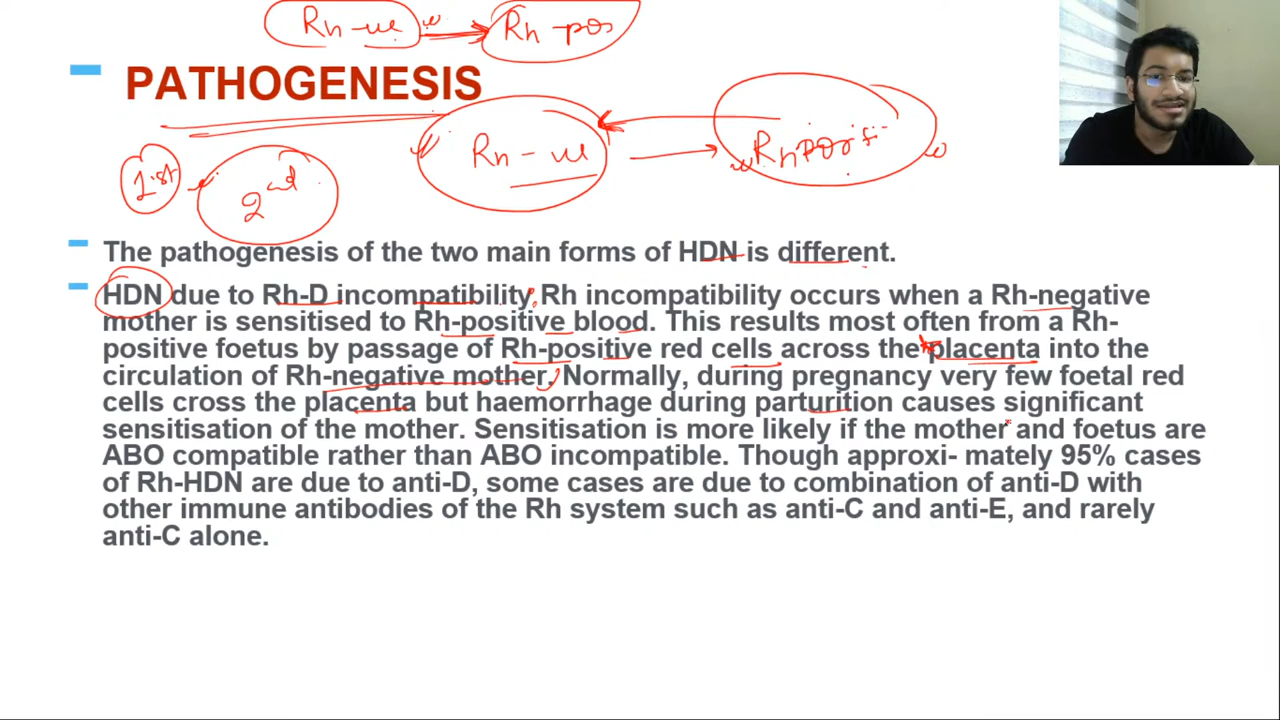 Rh-ve → Rh-pos
PATHOGENESIS
Rh-ve
1st 2nd
The pathogenesis of the two main forms of HDN is different.
HDN due to Rh-D incompatibility. Rh incompatibility occurs when a Rh-negative
mother is sensitised to Rh-positive blood. This results most often from a Rh-
positive foetus by passage of Rh-positive red cells across the placenta into the
circulation of Rh-negative mother. Normally, during pregnancy very few foetal red
cells cross the placenta but haemorrhage during parturition causes significant
sensitisation of the mother. Sensitisation is more likely if the mother and foetus are
ABO compatible rather than ABO incompatible. Though approxi- mately 95% cases
of Rh-HDN are due to anti-D, some cases are due to combination of anti-D with
other immune antibodies of the Rh system such as anti-C and anti-E, and rarely
anti-C alone.